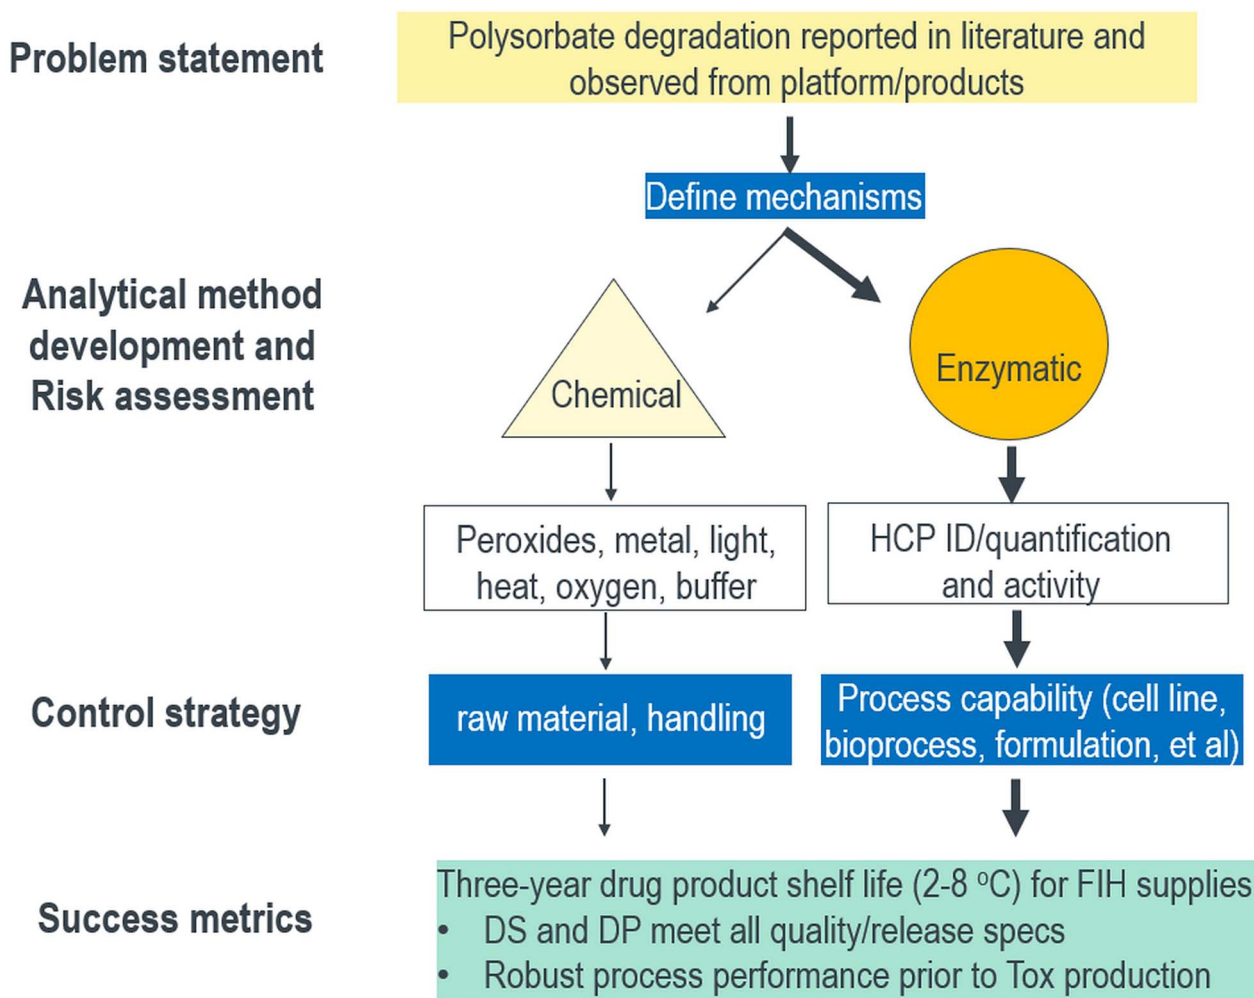 Problem statement
Polysorbate degradation reported in literature and
observed from platform/products
Define mechanisms
Analytical method
development and
Risk assessment
Chemical
Enzymatic
Peroxides, metal, light,
heat, oxygen, buffer
HCP ID/quantification
and activity
Control strategy
raw material, handling
Process capability (cell line,
bioprocess, formulation, et al)
Success metrics
Three-year drug product shelf life (2-8 ºC) for FIH supplies
• DS and DP meet all quality/release specs
• Robust process performance prior to Tox production